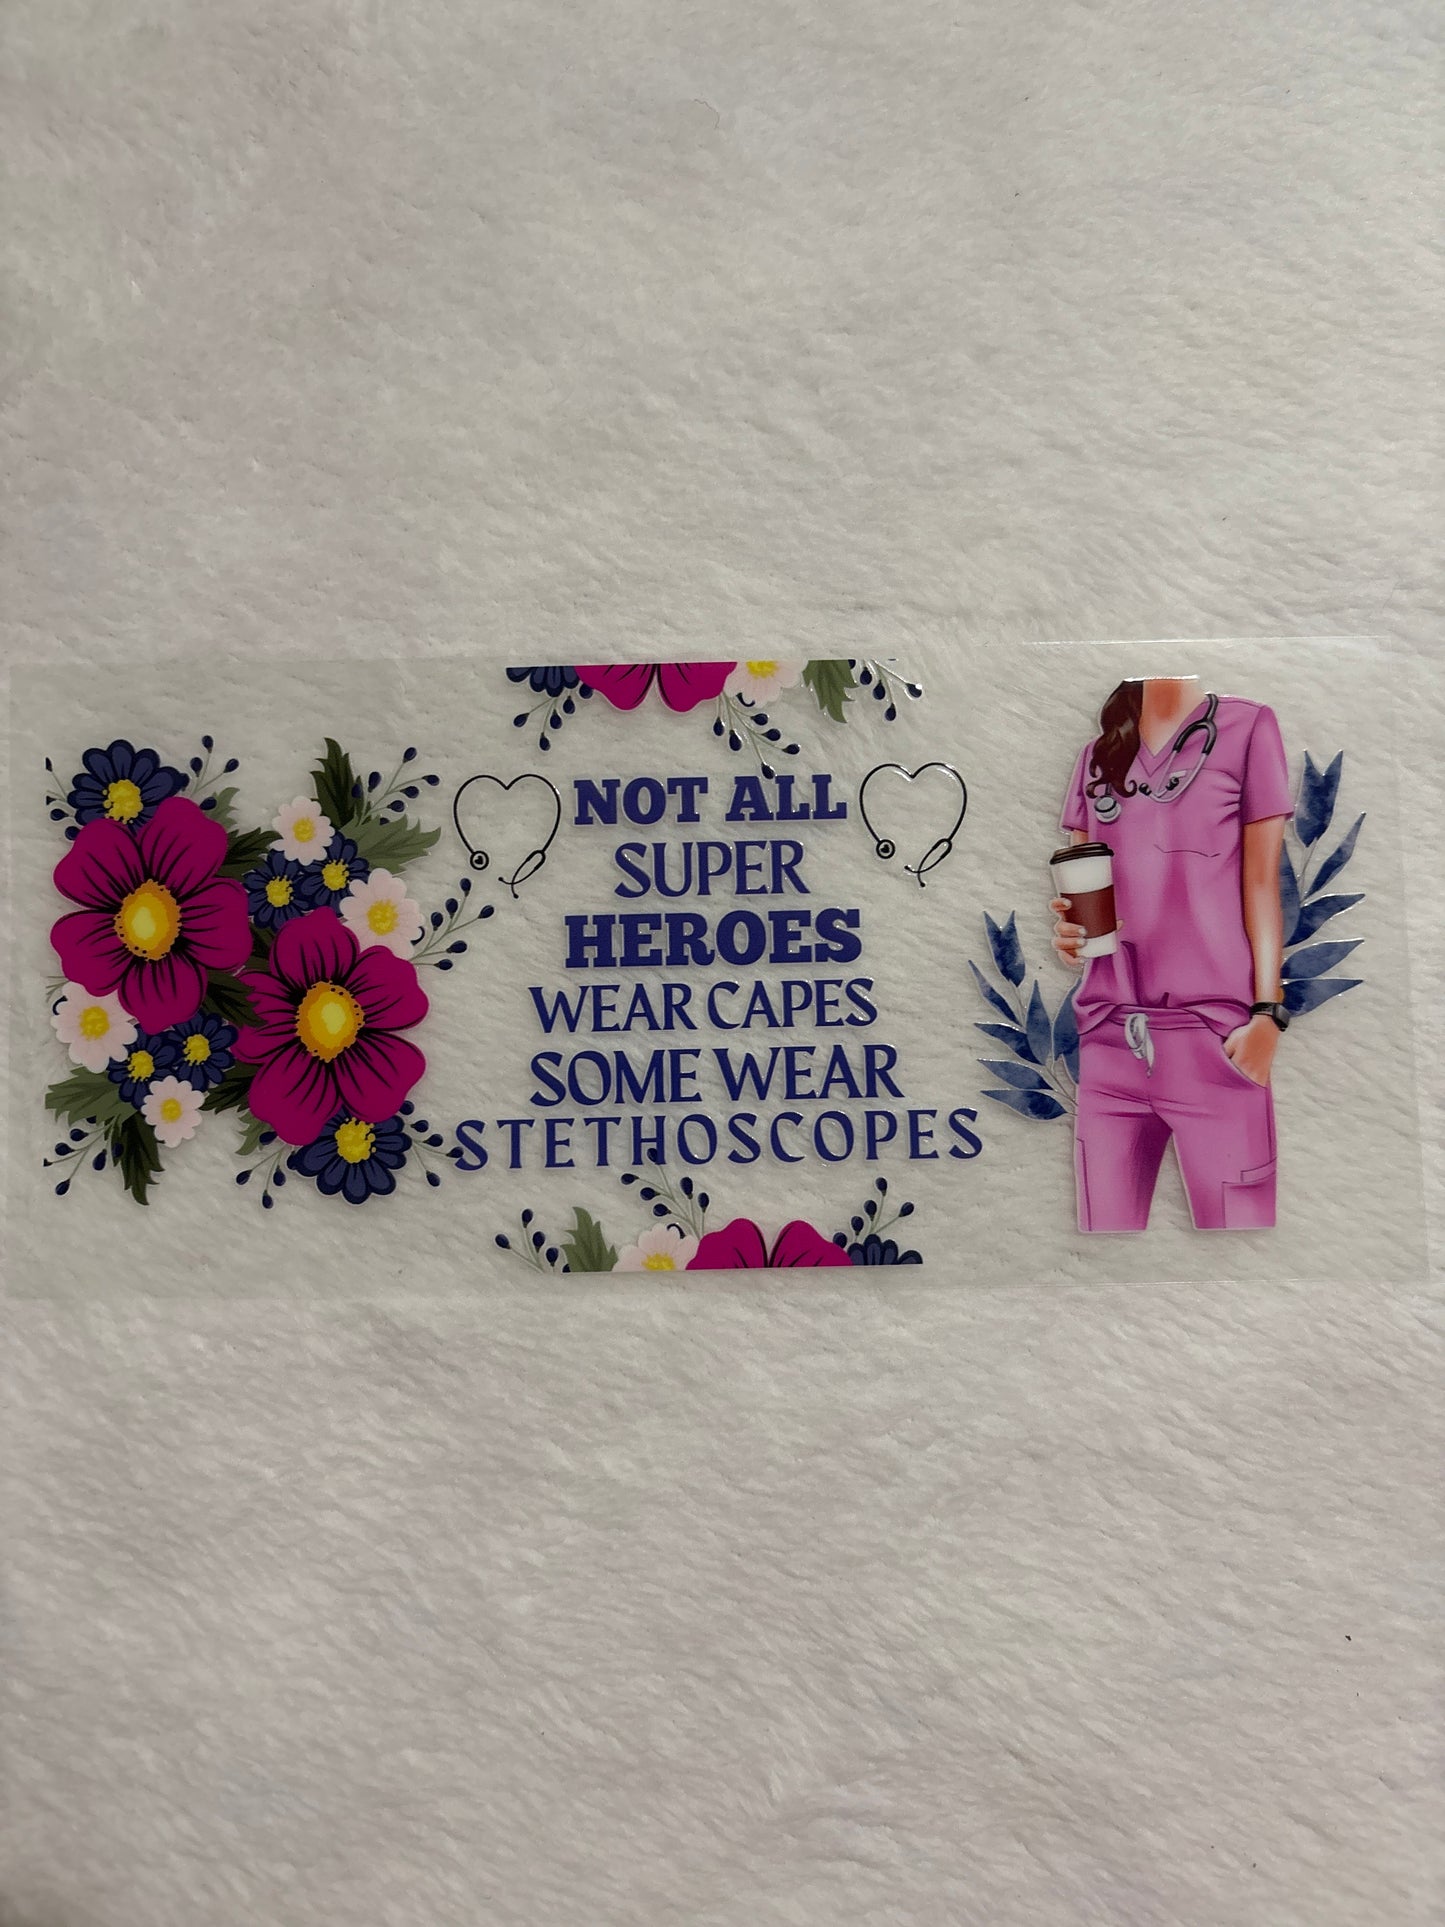 NOT ALL
SUPER
HEROES
WEAR CAPES
SOME WEAR
STETHOSCOPES